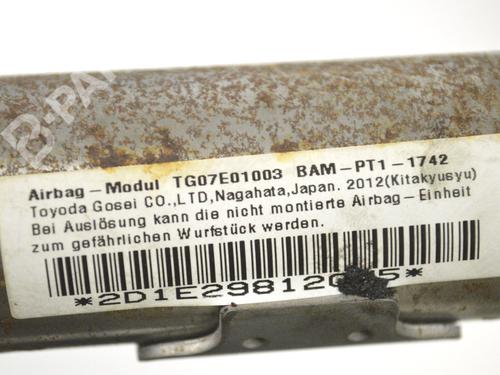 Airbag-Modul TG07E01003 BAM-PT1-1742
Toyoda Gosei CO.,LTD,Nagahata,Japan. 2012(Kitakyusyu)
Bei Auslösung kann die nicht montierte Airbag-Einheit
zum gefährlichen Wurfstück werden.